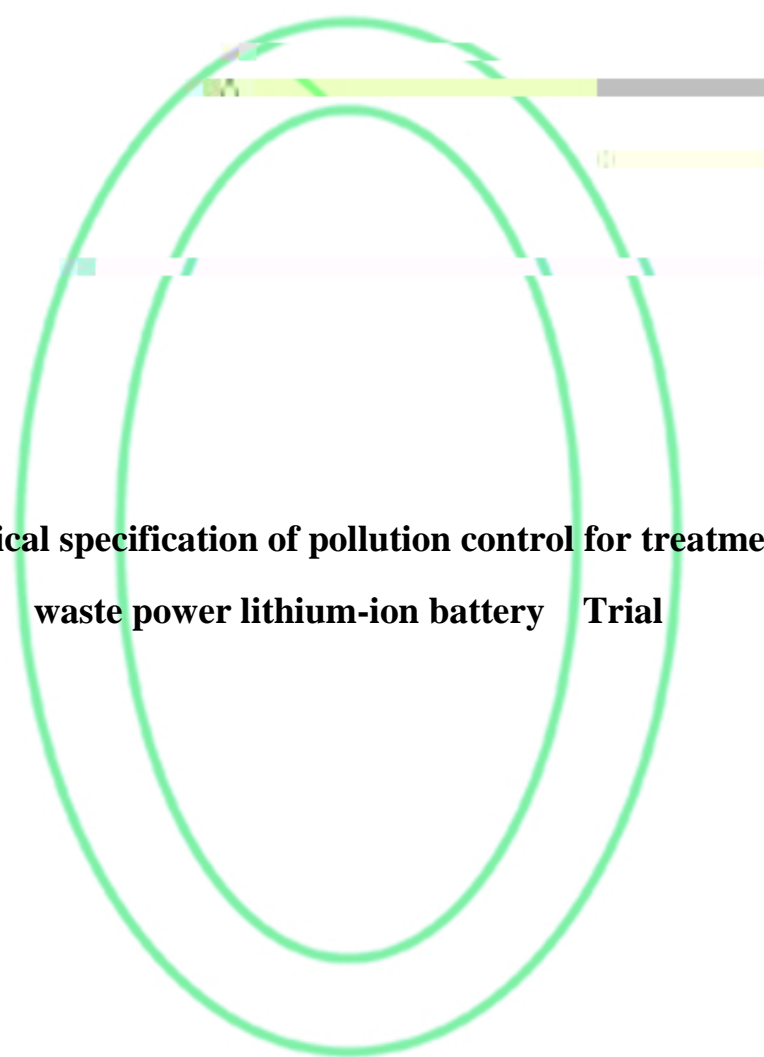 ical specification of pollution control for treatme
waste power lithium-ion battery Trial